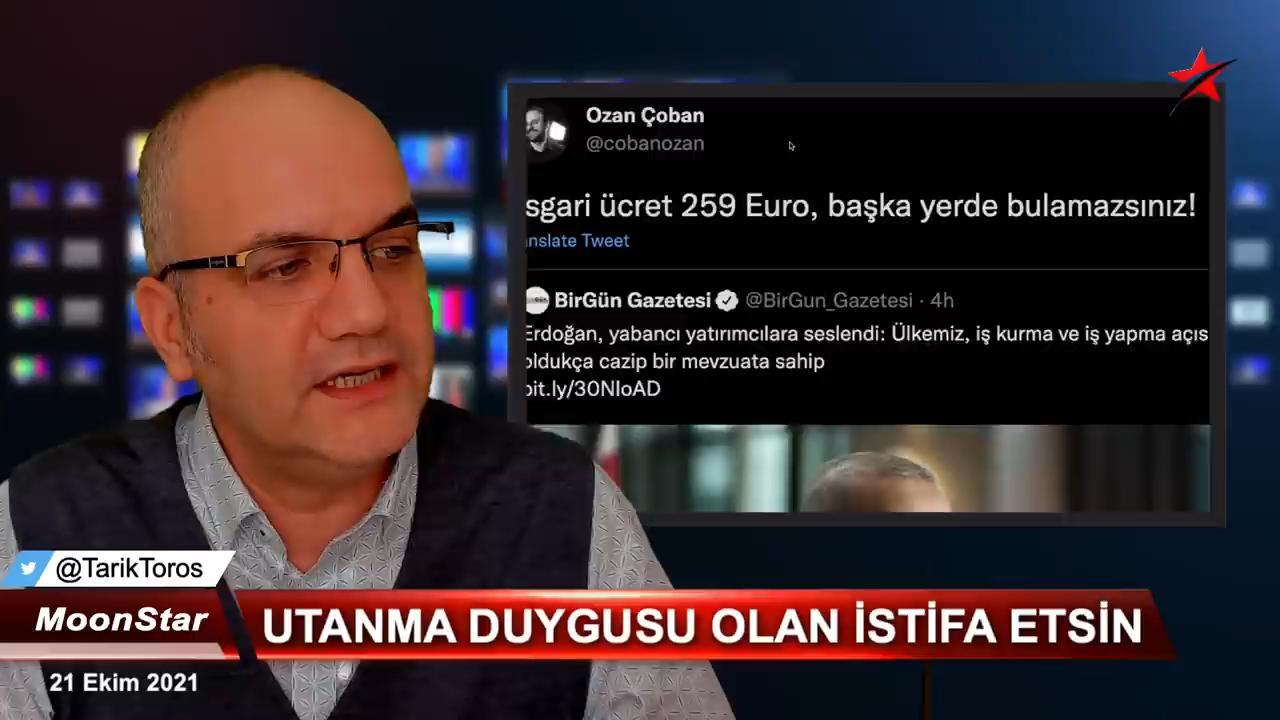 Ozan Çoban
@cobanozan
sgari ücret 259 Euro, başka yerde bulamazsınız!
nslate Tweet
BirGün Gazetesi @BirGun_Gazetesi · 4h
Erdoğan, yabancı yatırımcılara seslendi: Ülkemiz, iş kurma ve iş yapma açıs
oldukça cazip bir mevzuata sahip
bit.ly/30NIoAD
@TarikToros
MoonStar
UTANMA DUYGUSU OLAN İSTİFA ETSİN
21 Ekim 2021